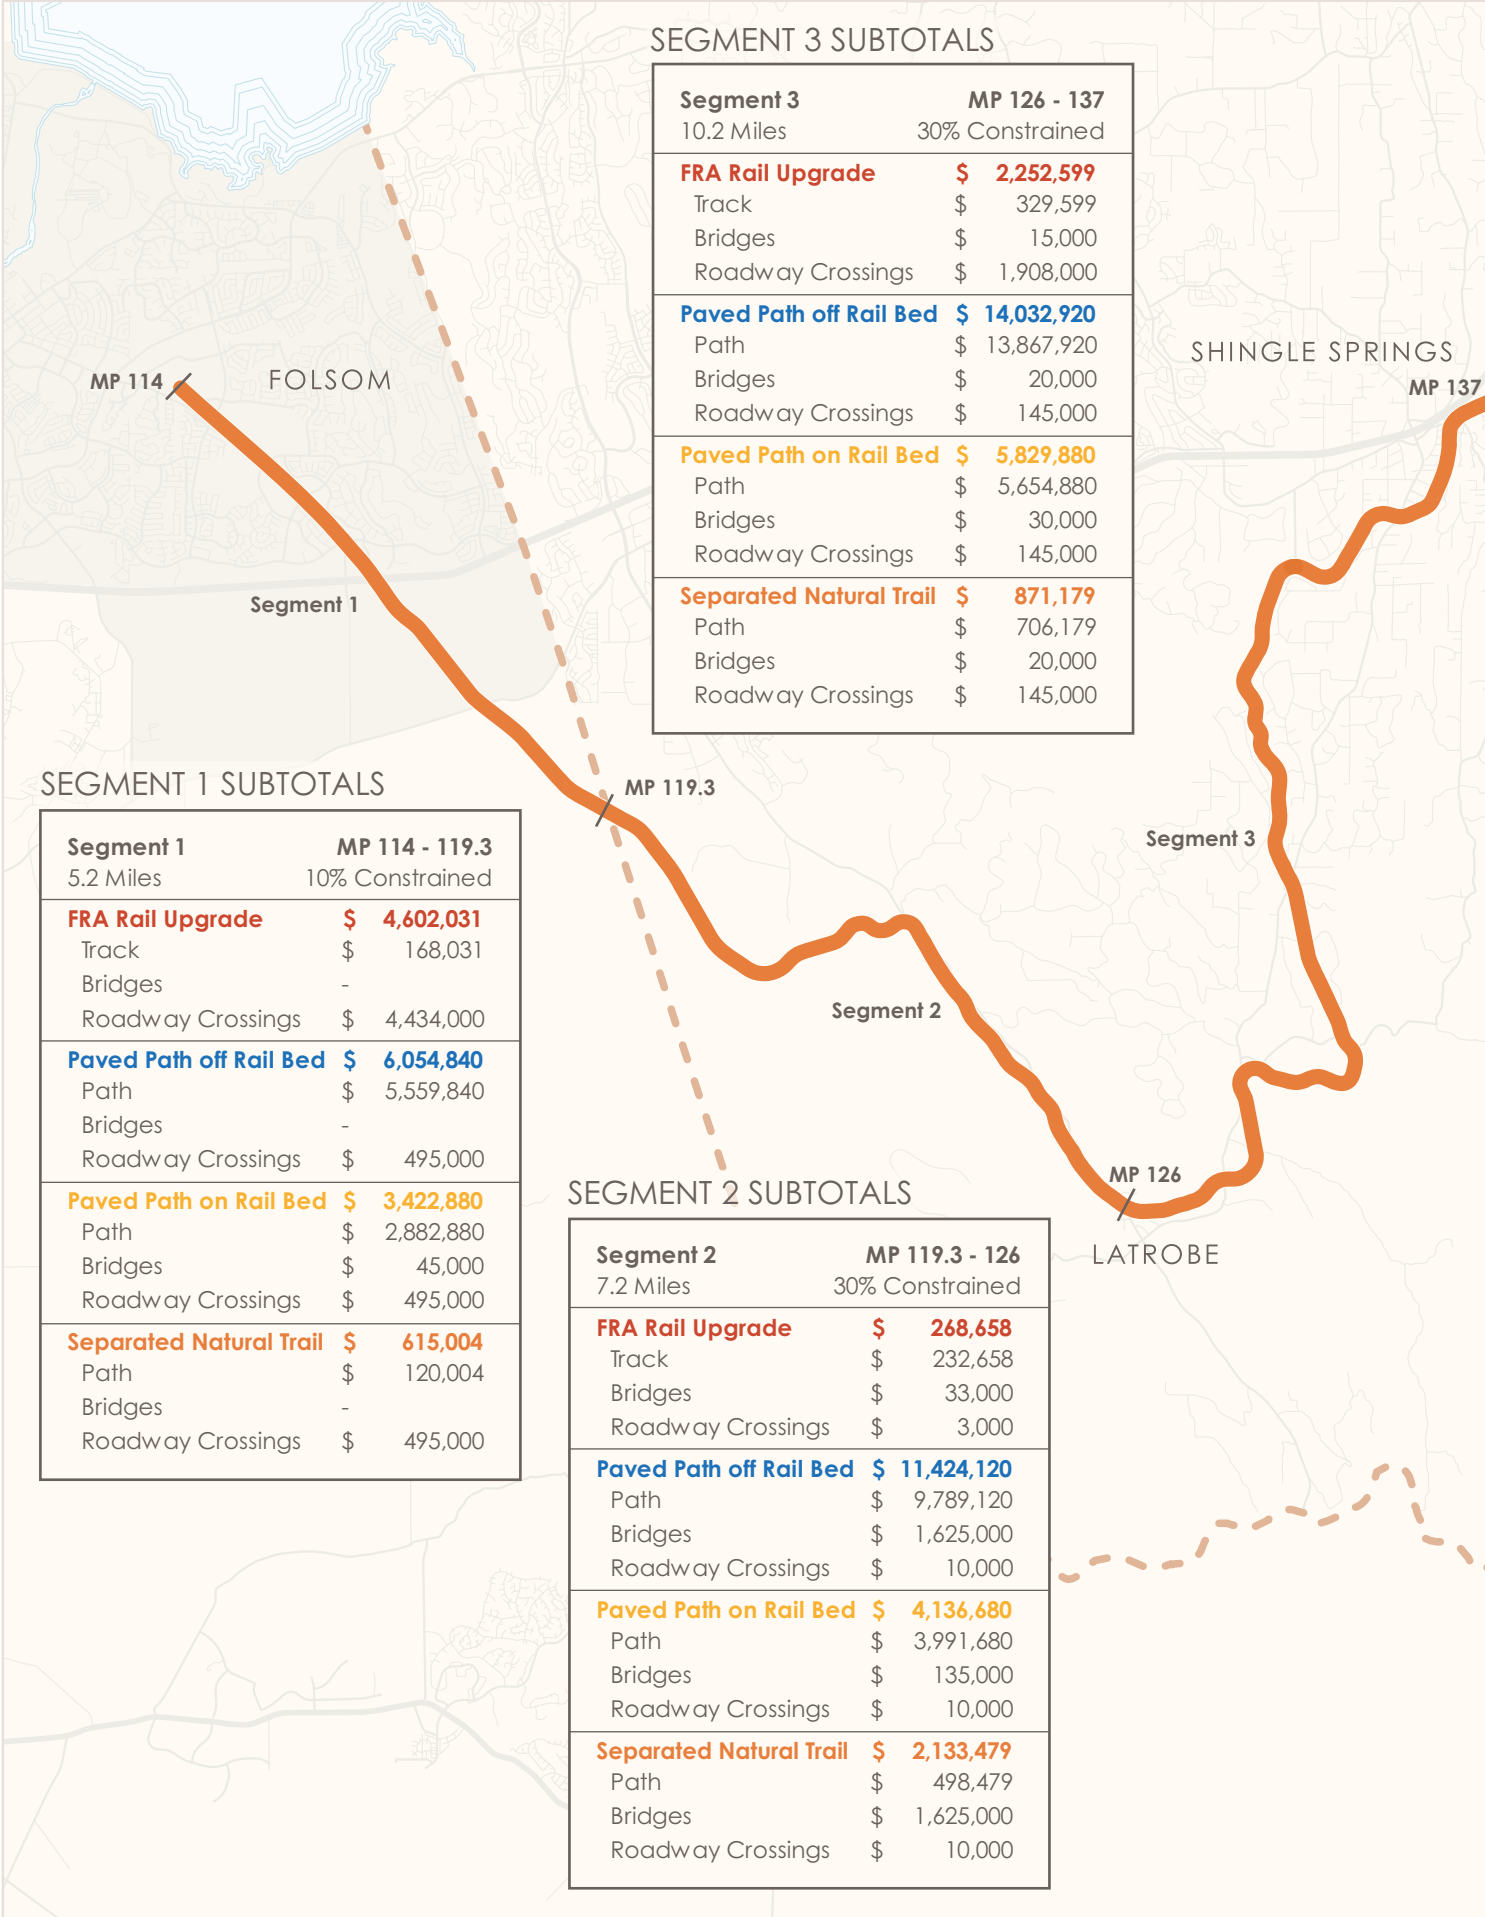 SEGMENT 3 SUBTOTALS
Segment 3 MP 126 - 137
10.2 Miles 30% Constrained
FRA Rail Upgrade $ 2,252,599
Track $ 329,599
Bridges $ 15,000
Roadway Crossings $ 1,908,000
Paved Path off Rail Bed $ 14,032,920
Path $ 13,867,920
Bridges $ 20,000
Roadway Crossings $ 145,000
Paved Path on Rail Bed $ 5,829,880
Path $ 5,654,880
Bridges $ 30,000
Roadway Crossings $ 145,000
Separated Natural Trail $ 871,179
Path $ 706,179
Bridges $ 20,000
Roadway Crossings $ 145,000
SHINGLE SPRINGS
MP 137
MP 114
FOLSOM
Segment 1
MP 119.3
Segment 3
Segment 2
MP 126
LATROBE
SEGMENT 1 SUBTOTALS
Segment 1 MP 114 - 119.3
5.2 Miles 10% Constrained
FRA Rail Upgrade $ 4,602,031
Track $ 168,031
Bridges -
Roadway Crossings $ 4,434,000
Paved Path off Rail Bed $ 6,054,840
Path $ 5,559,840
Bridges -
Roadway Crossings $ 495,000
Paved Path on Rail Bed $ 3,422,880
Path $ 2,882,880
Bridges $ 45,000
Roadway Crossings $ 495,000
Separated Natural Trail $ 615,004
Path $ 120,004
Bridges -
Roadway Crossings $ 495,000
SEGMENT 2 SUBTOTALS
Segment 2 MP 119.3 - 126
7.2 Miles 30% Constrained
FRA Rail Upgrade $ 268,658
Track $ 232,658
Bridges $ 33,000
Roadway Crossings $ 3,000
Paved Path off Rail Bed $ 11,424,120
Path $ 9,789,120
Bridges $ 1,625,000
Roadway Crossings $ 10,000
Paved Path on Rail Bed $ 4,136,680
Path $ 3,991,680
Bridges $ 135,000
Roadway Crossings $ 10,000
Separated Natural Trail $ 2,133,479
Path $ 498,479
Bridges $ 1,625,000
Roadway Crossings $ 10,000